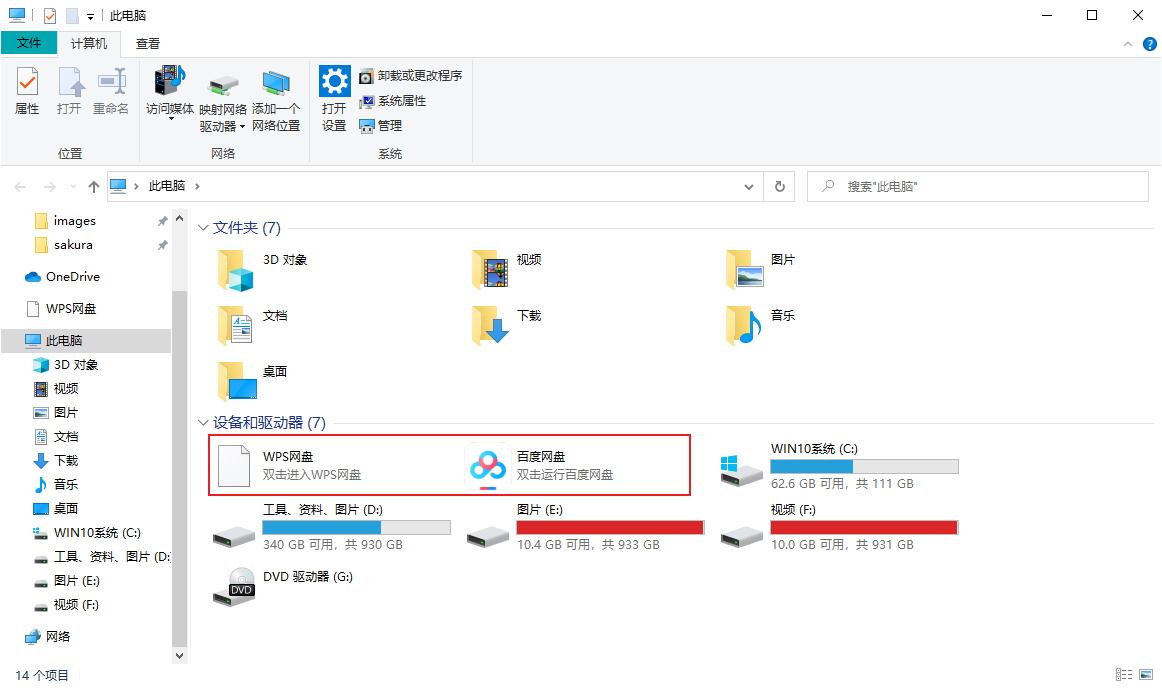 此电脑
文件 计算机 查看
属性 打开 重命名
位置
访问媒体 映射网络驱动器 添加一个网络位置
网络
打开设置
卸载或更改程序
系统属性
管理
系统
此电脑
搜索"此电脑"
images
sakura
OneDrive
WPS网盘
此电脑
3D 对象
视频
图片
文档
下载
音乐
桌面
WIN10系统 (C:)
工具、资料、图片 (D:
图片 (E:)
视频 (F:)
网络
文件夹 (7)
3D 对象
视频
图片
文档
下载
音乐
桌面
设备和驱动器 (7)
WPS网盘
双击进入WPS网盘
百度网盘
双击运行百度网盘
WIN10系统 (C:)
62.6 GB 可用，共 111 GB
工具、资料、图片 (D:)
340 GB 可用，共 930 GB
图片 (E:)
10.4 GB 可用，共 933 GB
视频 (F:)
10.0 GB 可用，共 931 GB
DVD
DVD 驱动器 (G:)
14 个项目